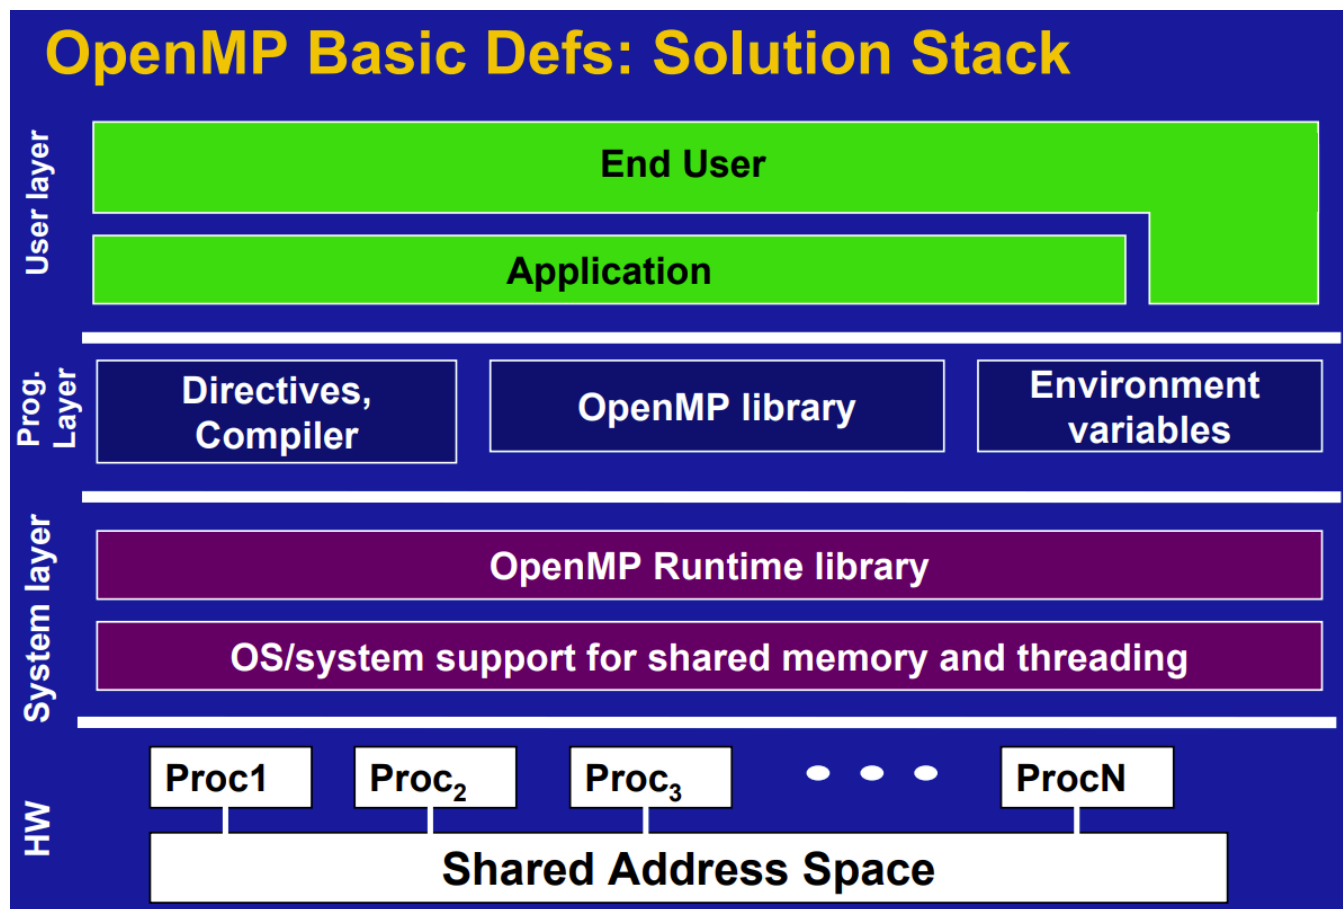 OpenMP Basic Defs: Solution Stack
User layer
End User
Application
Prog.
Layer
Directives,
Compiler
OpenMP library
Environment
variables
System layer
OpenMP Runtime library
OS/system support for shared memory and threading
HW
Proc1 Proc₂ Proc₃ ● ● ● ProcN
Shared Address Space